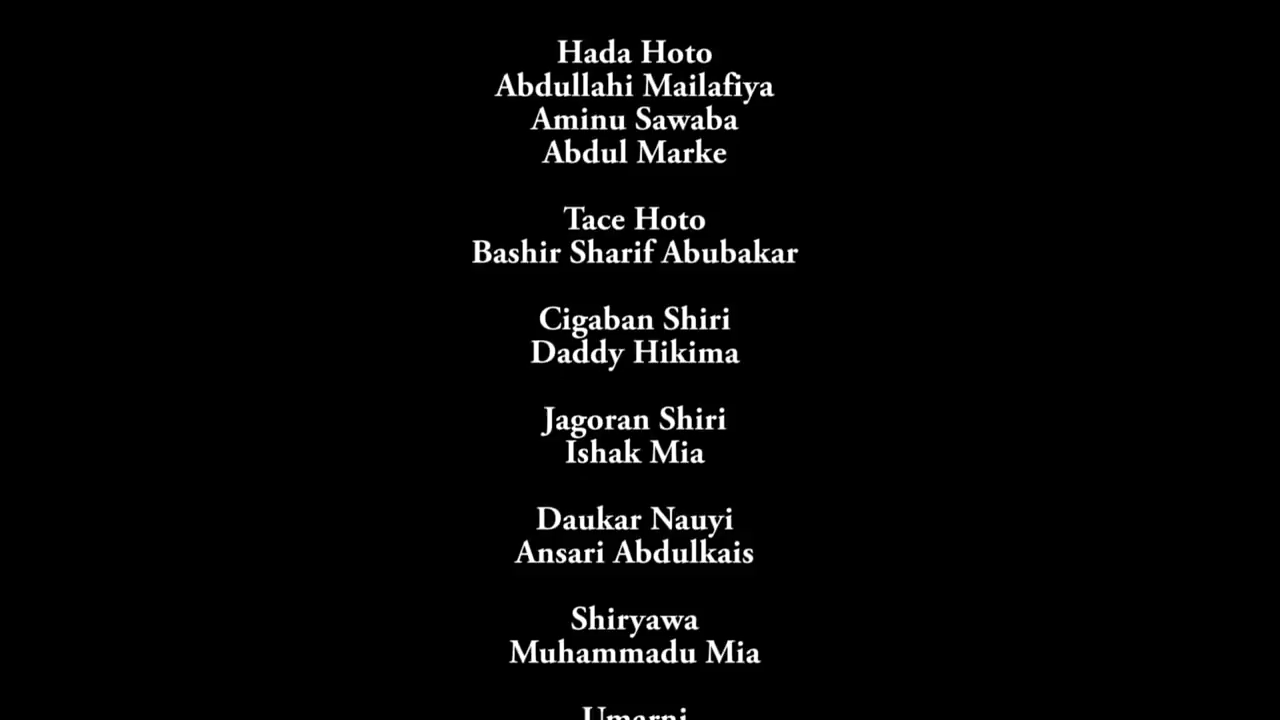 Hada Hoto
Abdullahi Mailafiya
Aminu Sawaba
Abdul Marke
Tace Hoto
Bashir Sharif Abubakar
Cigaban Shiri
Daddy Hikima
Jagoran Shiri
Ishak Mia
Daukar Nauyi
Ansari Abdulkais
Shiryawa
Muhammadu Mia
Umarni